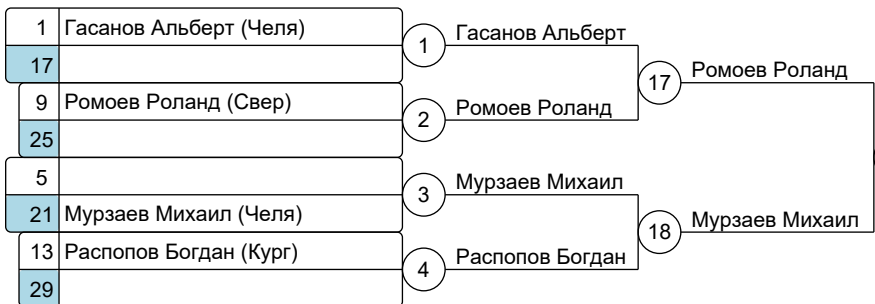 1 Гасанов Альберт (Челя)
17
1 Гасанов Альберт
9 Ромоев Роланд (Свер)
25
2 Ромоев Роланд
17 Ромоев Роланд
5
21 Мурзаев Михаил (Челя)
3 Мурзаев Михаил
13 Распопов Богдан (Кург)
29
4 Распопов Богдан
18 Мурзаев Михаил